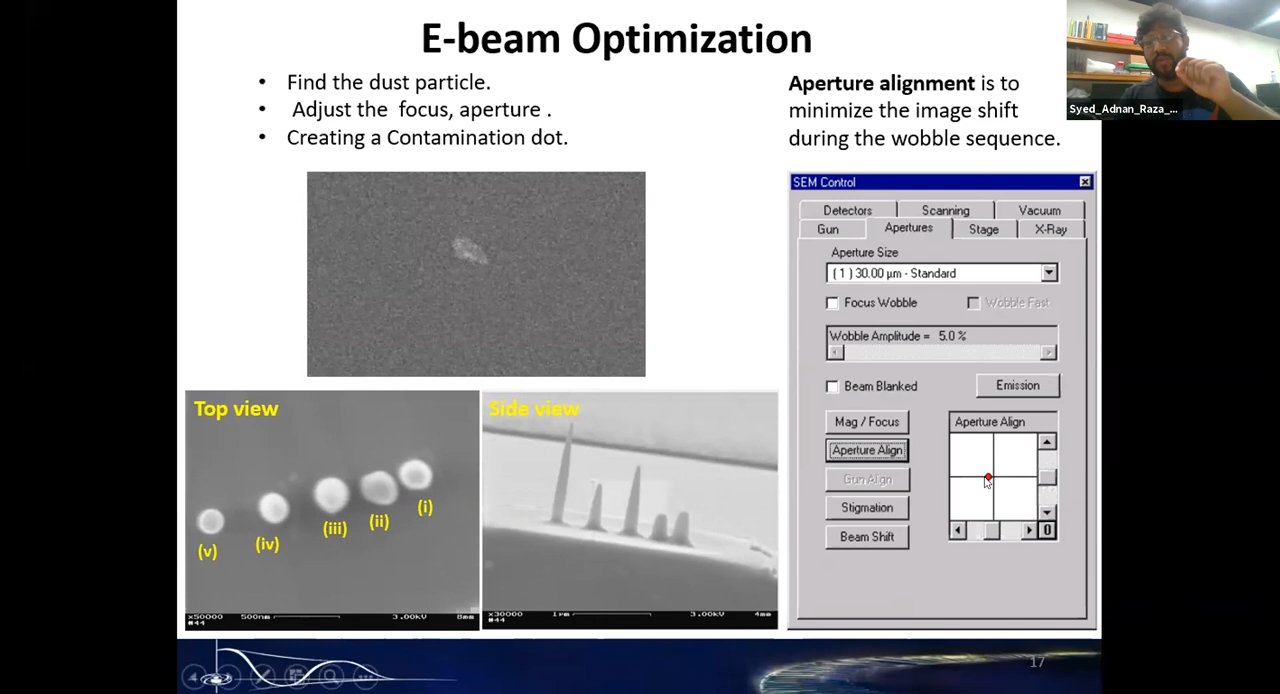 E-beam Optimization
• Find the dust particle.
• Adjust the focus, aperture .
• Creating a Contamination dot.
Aperture alignment is to
minimize the image shift
during the wobble sequence.
Syed_Adnan_Raza_...
SEM Control
Detectors Scanning Vacuum
Gun Apertures Stage X-Ray
Aperture Size
( 1 ) 30.00 µm - Standard
Focus Wobble Wobble Fast
Wobble Amplitude = 5.0 %
Beam Blanked Emission
Mag / Focus Aperture Align
Aperture Align
Gun Align
Stigmation
Beam Shift
0
Top view
(i)
(ii)
(iii)
(iv)
(v)
x50000 500nm 3.00kV 8mm
#44
Side view
x30000 1µm 3.00kV 4mm
#44
17